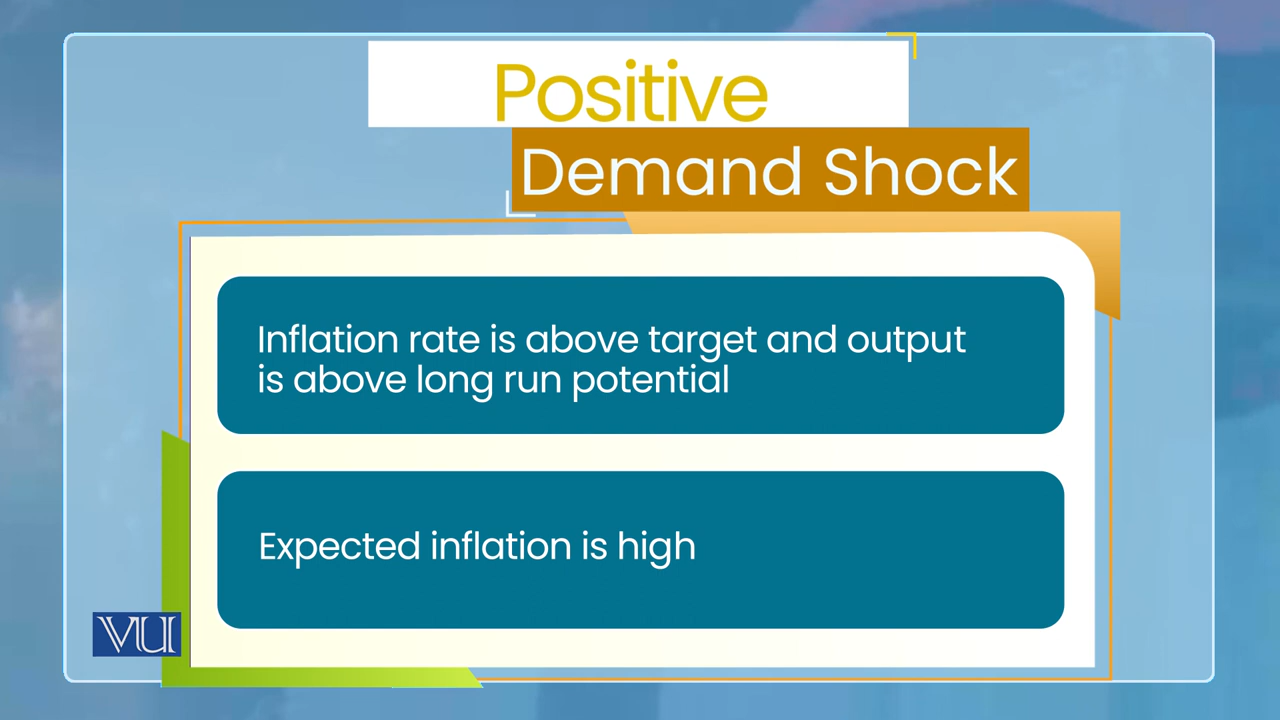 Positive
Demand Shock
Inflation rate is above target and output
is above long run potential
Expected inflation is high
VU